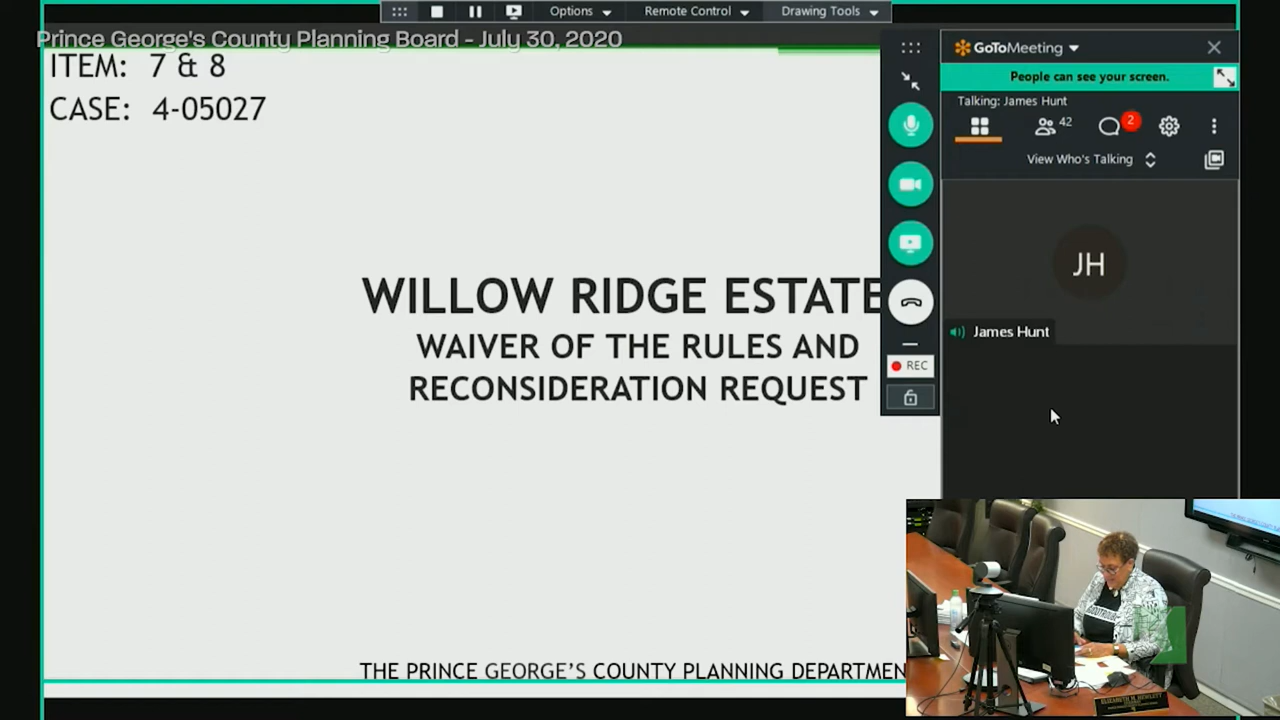 Options
Remote Control
Drawing Tools
Prince George's County Planning Board - July 30, 2020
ITEM: 7 & 8
CASE: 4-05027
WILLOW RIDGE ESTATE
WAIVER OF THE RULES AND
RECONSIDERATION REQUEST
THE PRINCE GEORGE'S COUNTY PLANNING DEPARTMEN
GoToMeeting
People can see your screen.
Talking: James Hunt
42
2
View Who's Talking
JH
James Hunt
REC
ELIZABETH M. HEWLETT